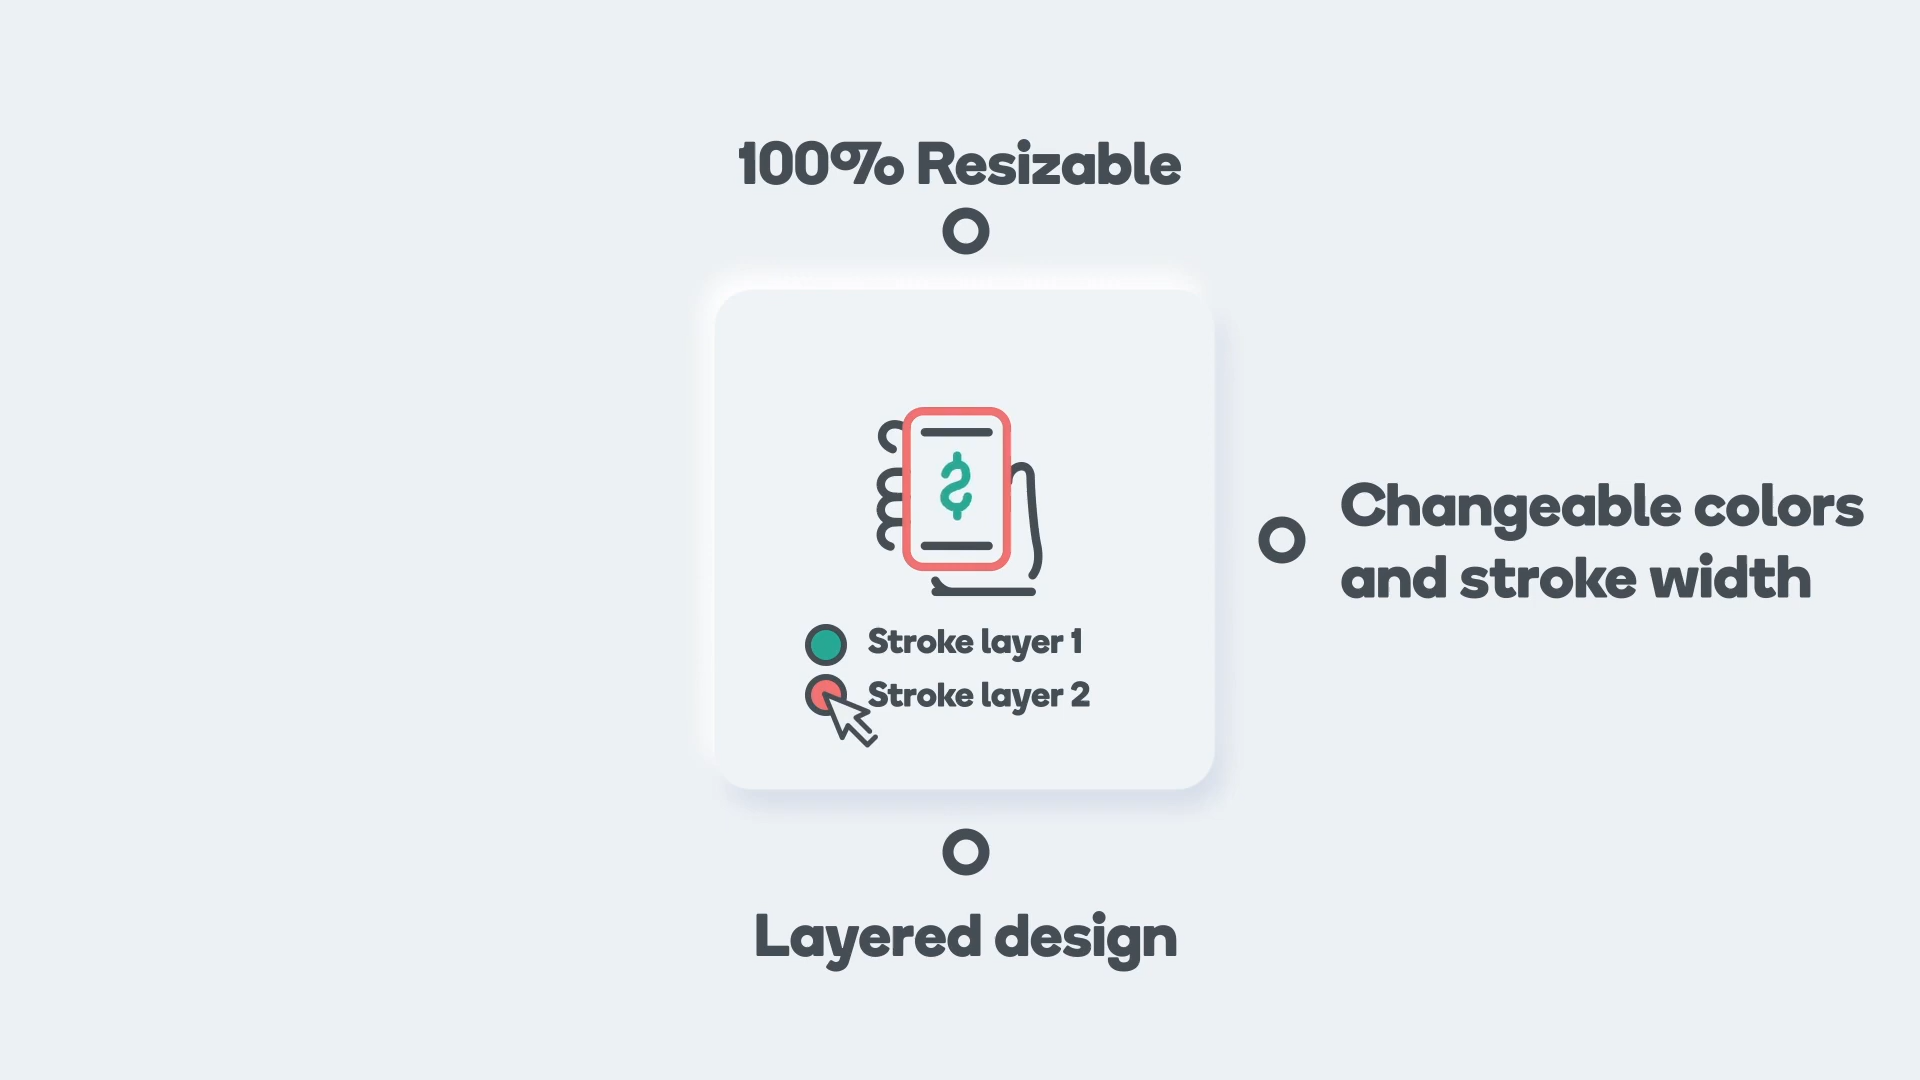 100% Resizable
$
Changeable colors
and stroke width
Stroke layer 1
Stroke layer 2
Layered design